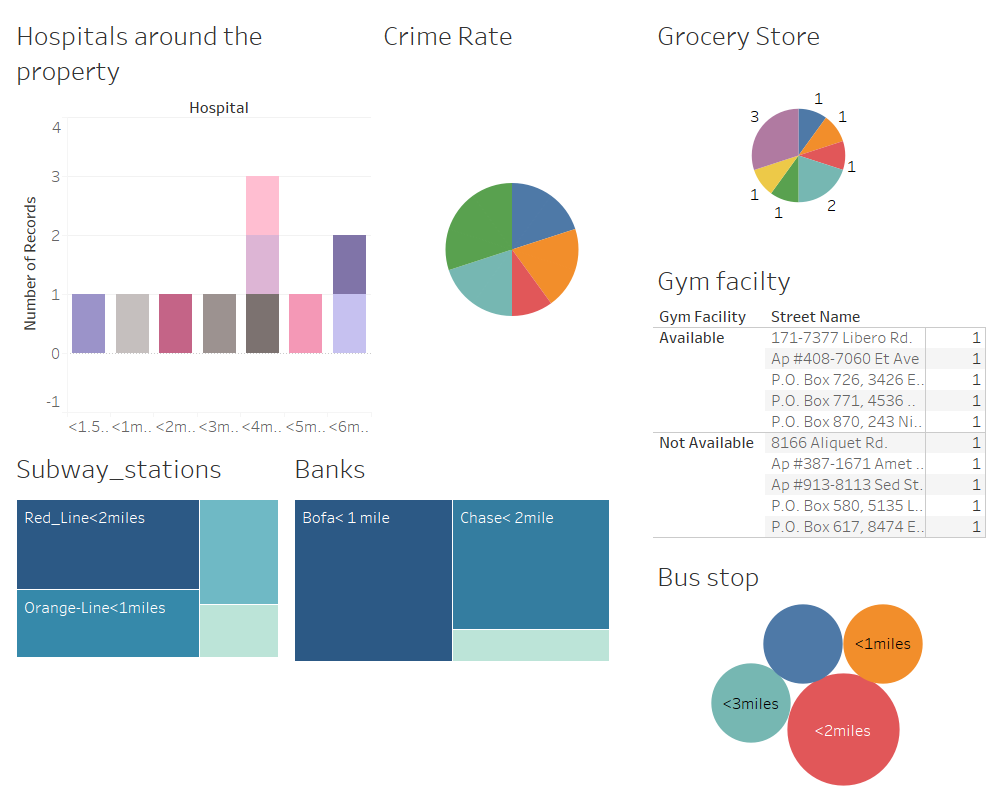 Hospitals around the
property
Hospital
Number of Records
4
3
2
1
0
-1
<1.5.. <1m.. <2m.. <3m.. <4m.. <5m.. <6m..
Crime Rate
Grocery Store
3
1
1
1
2
1
1
Gym facilty
Gym Facility Street Name
Available 171-7377 Libero Rd. 1
Ap #408-7060 Et Ave 1
P.O. Box 726, 3426 E.. 1
P.O. Box 771, 4536 .. 1
P.O. Box 870, 243 Ni.. 1
Not Available 8166 Aliquet Rd. 1
Ap #387-1671 Amet .. 1
Ap #913-8113 Sed St. 1
P.O. Box 580, 5135 L.. 1
P.O. Box 617, 8474 E.. 1
Subway_stations
Red_Line<2miles
Orange-Line<1miles
Banks
Bofa< 1 mile
Chase< 2mile
Bus stop
<1miles
<3miles
<2miles